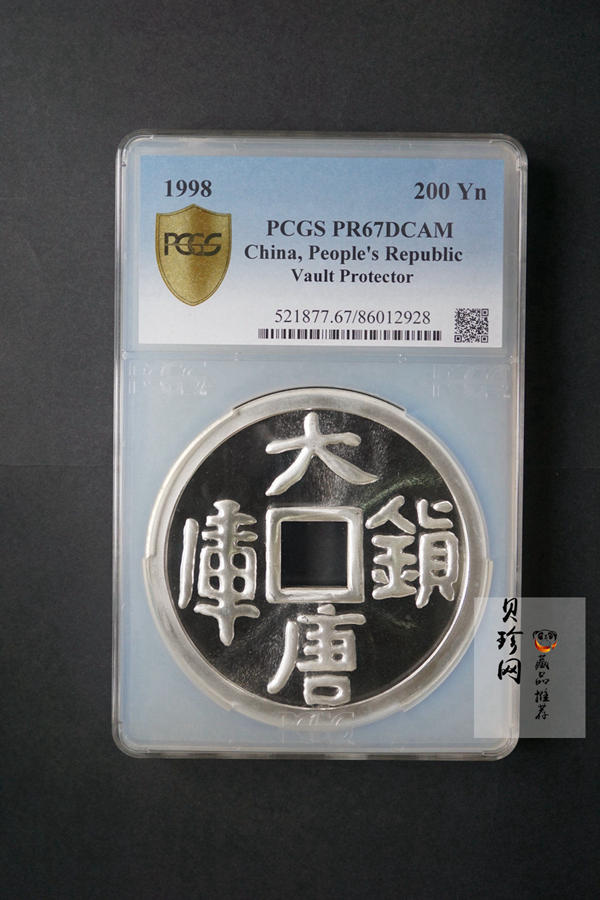 1998
200 Yn
PCGS
PCGS PR67DCAM
China, People's Republic
Vault Protector
521877.67/86012928
大
唐
鎮
庫
贝珍网
藏品推荐